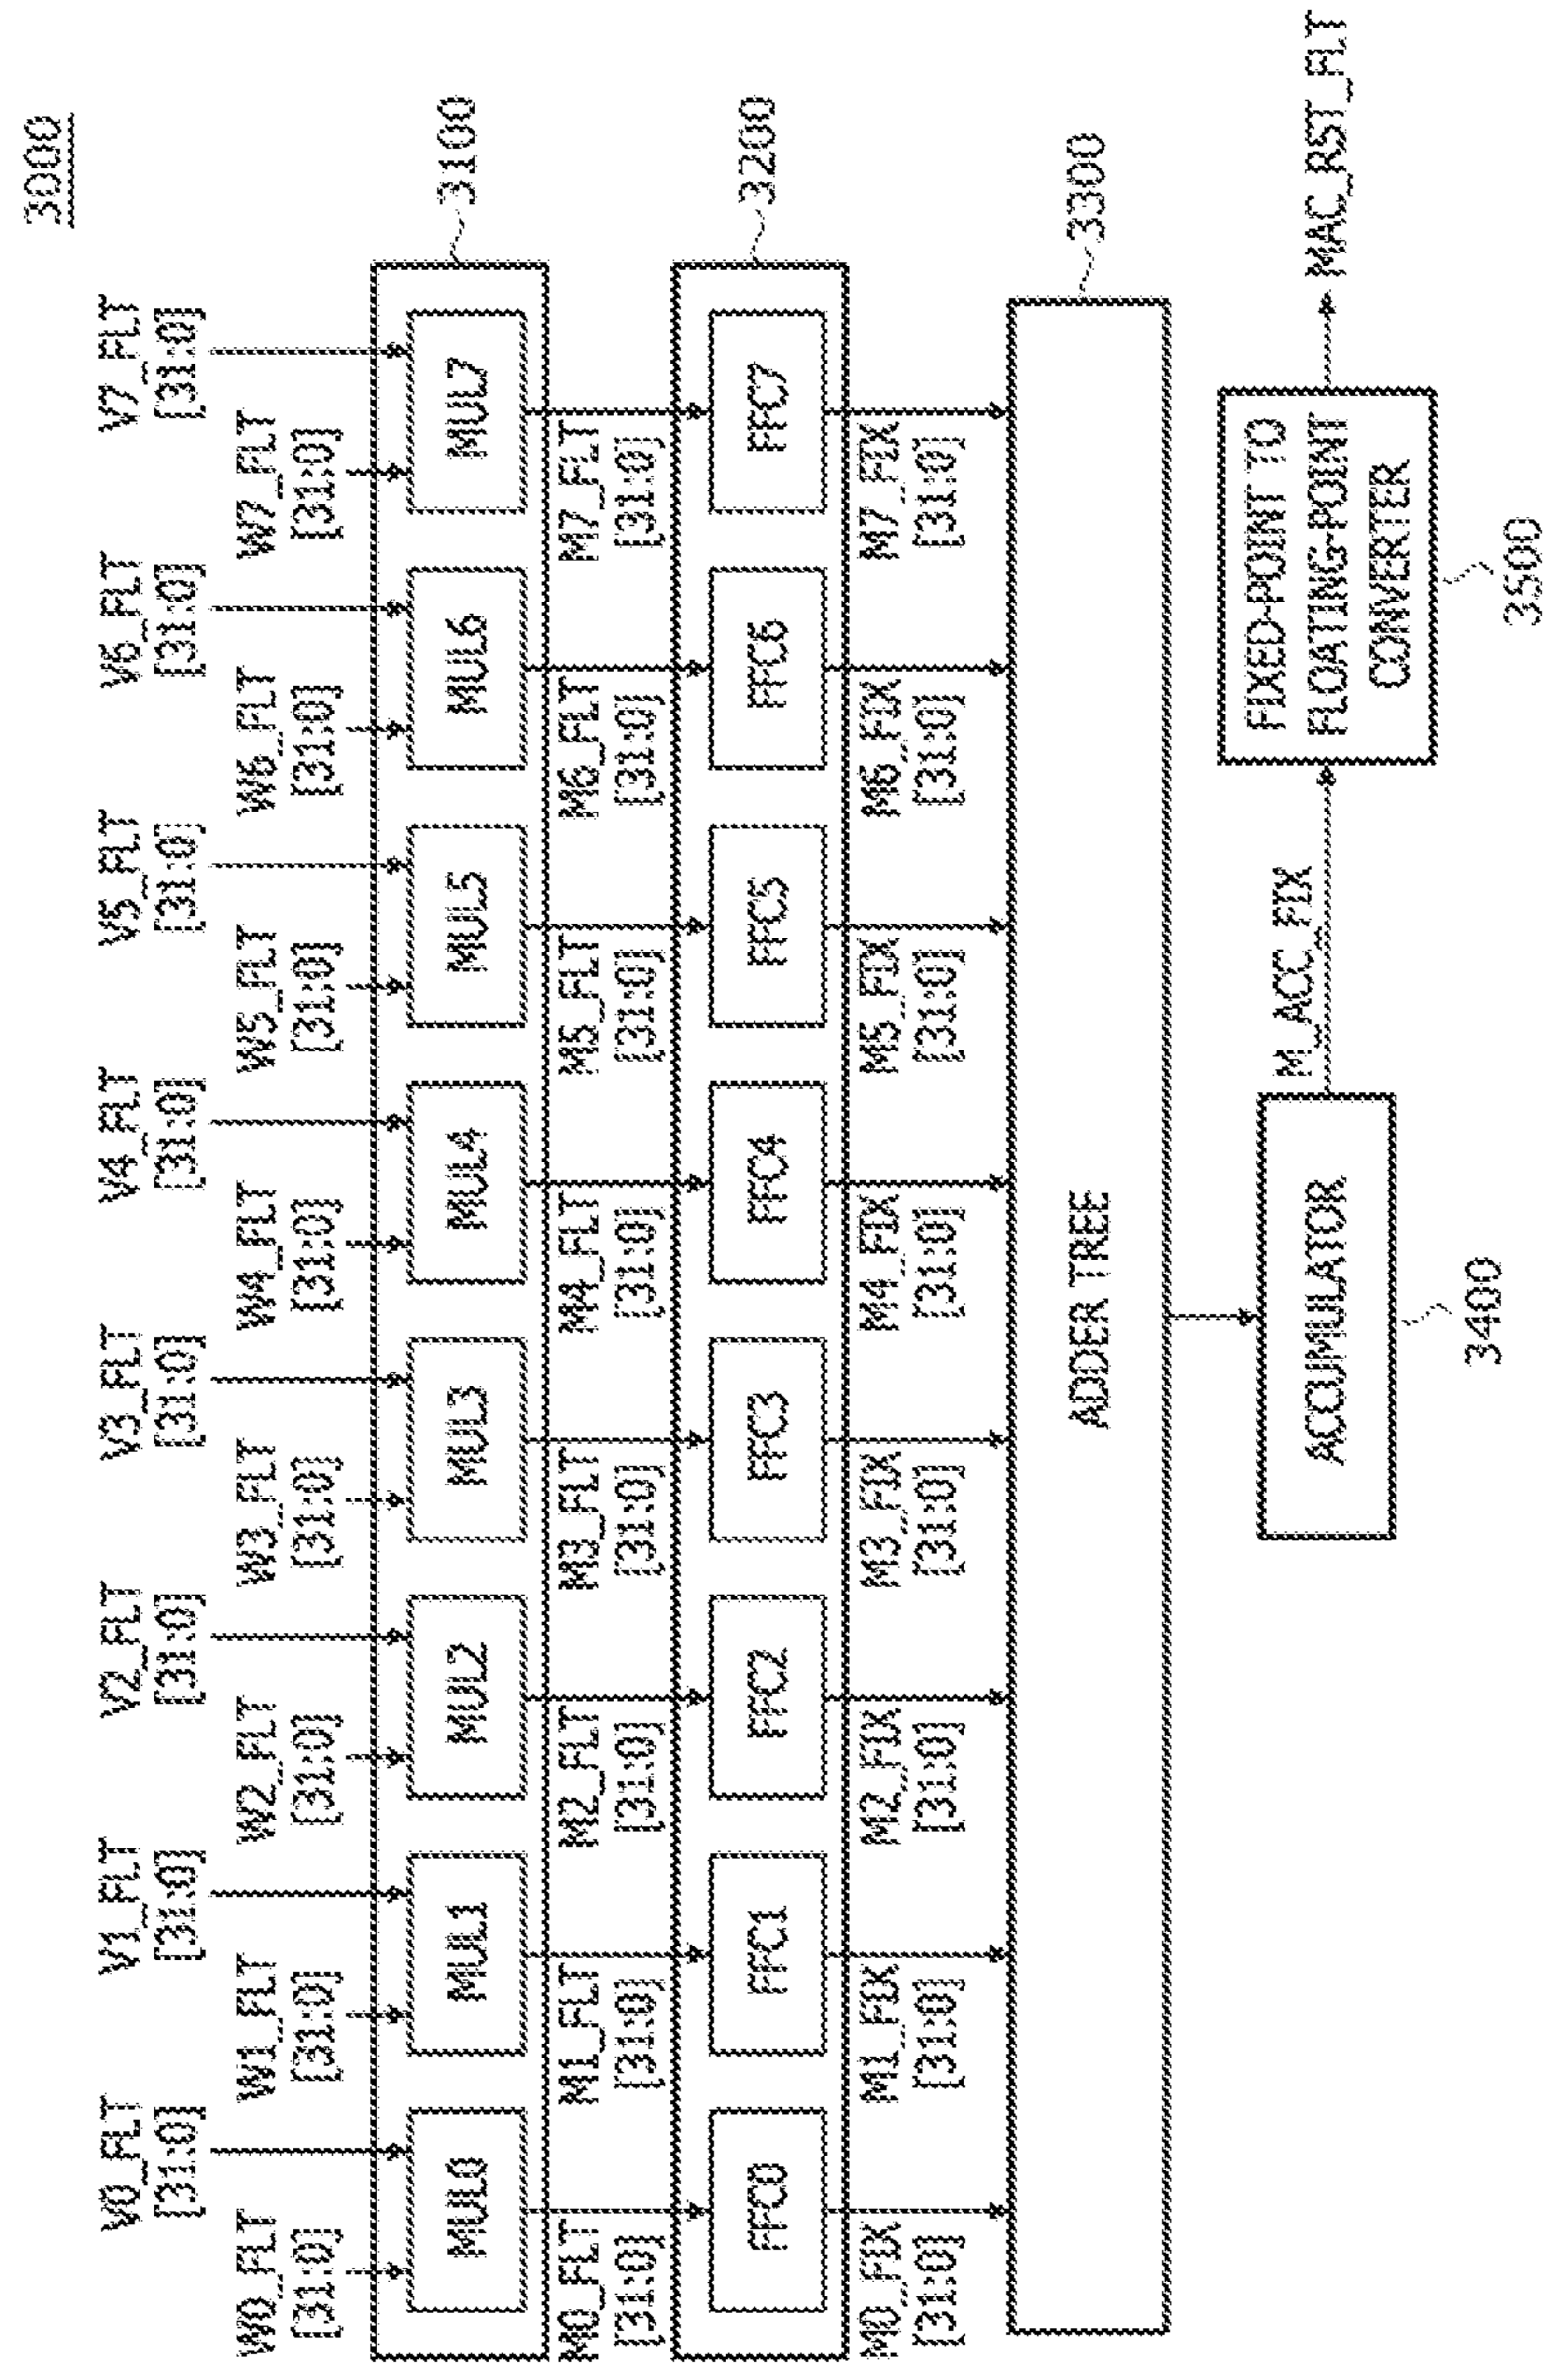 3000
V0_FLT
[31:0]
V1_FLT
[31:0]
V2_FLT
[31:0]
V3_FLT
[31:0]
V4_FLT
[31:0]
V5_FLT
[31:0]
V6_FLT
[31:0]
V7_FLT
[31:0]
W0_FLT
[31:0]
W1_FLT
[31:0]
W2_FLT
[31:0]
W3_FLT
[31:0]
W4_FLT
[31:0]
W5_FLT
[31:0]
W6_FLT
[31:0]
W7_FLT
[31:0]
MUL0
MUL1
MUL2
MUL3
MUL4
MUL5
MUL6
MUL7
3100
M0_FLT
[31:0]
M1_FLT
[31:0]
M2_FLT
[31:0]
M3_FLT
[31:0]
M4_FLT
[31:0]
M5_FLT
[31:0]
M6_FLT
[31:0]
M7_FLT
[31:0]
FFC0
FFC1
FFC2
FFC3
FFC4
FFC5
FFC6
FFC7
3200
M0_FIX
[31:0]
M1_FIX
[31:0]
M2_FIX
[31:0]
M3_FIX
[31:0]
M4_FIX
[31:0]
M5_FIX
[31:0]
M6_FIX
[31:0]
M7_FIX
[31:0]
ADDER TREE
3300
ACCUMULATOR
3400
M_ACC_FIX
FIXED-POINT TO
FLOATING-POINT
CONVERTER
3500
MAC_RST_FLT